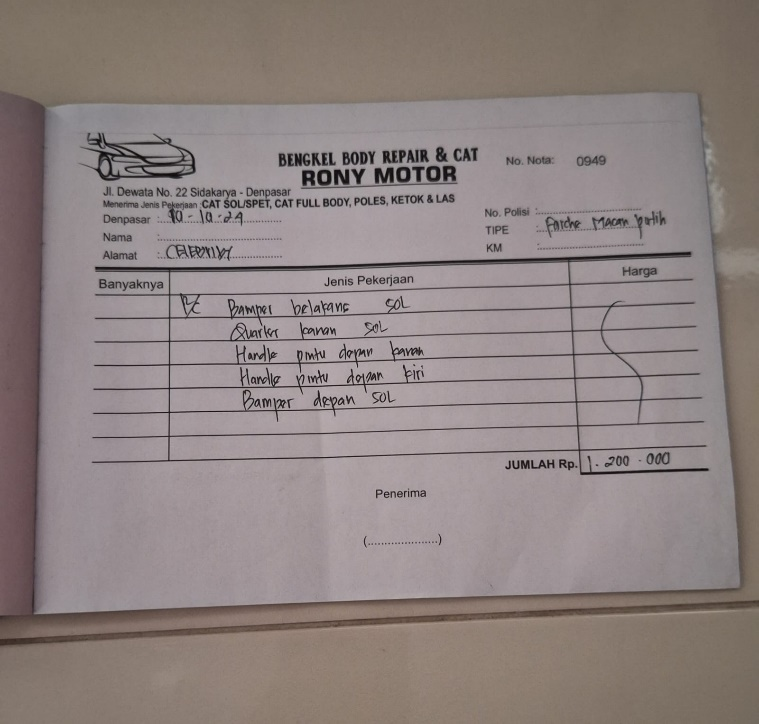 BENGKEL BODY REPAIR & CAT
RONY MOTOR
No. Nota: 0949
Jl. Dewata No. 22 Sidakarya - Denpasar
Menerima Jenis Pekerjaan : CAT SOL/SPET, CAT FULL BODY, POLES, KETOK & LAS
Denpasar : 10-10-24
Nama :
Alamat :
No. Polisi :
TIPE : Porche Macan putih
KM :
Banyaknya Jenis Pekerjaan Harga
Bamper belakang SOL
Quarter kanan SOL
Handle pintu depan kanan
Handle pintu depan kiri
Bamper depan SOL
JUMLAH Rp. 1.200.000
Penerima
(.....................)